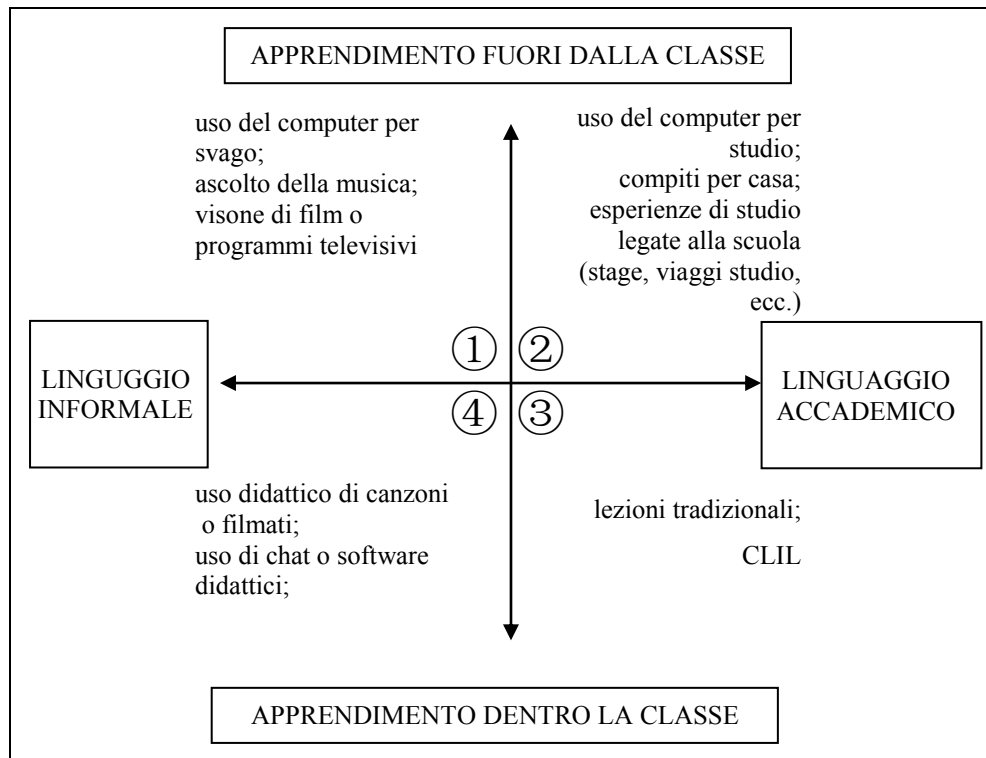 APPRENDIMENTO FUORI DALLA CLASSE
uso del computer per
svago;
ascolto della musica;
visone di film o
programmi televisivi
uso del computer per
studio;
compiti per casa;
esperienze di studio
legate alla scuola
(stage, viaggi studio,
ecc.)
① ②
LINGUGGIO
INFORMALE
LINGUAGGIO
ACCADEMICO
④ ③
uso didattico di canzoni
o filmati;
uso di chat o software
didattici;
lezioni tradizionali;
CLIL
APPRENDIMENTO DENTRO LA CLASSE